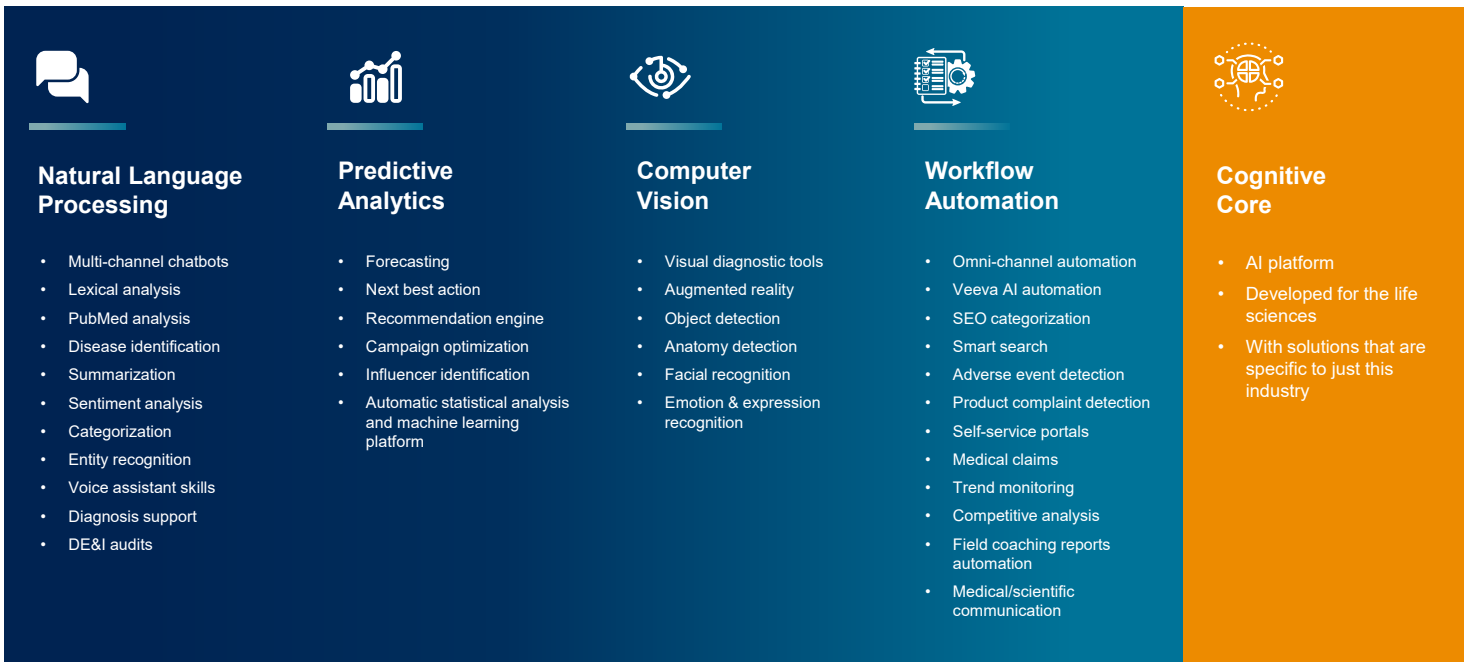 Natural Language
Processing
• Multi-channel chatbots
• Lexical analysis
• PubMed analysis
• Disease identification
• Summarization
• Sentiment analysis
• Categorization
• Entity recognition
• Voice assistant skills
• Diagnosis support
• DE&I audits
Predictive
Analytics
• Forecasting
• Next best action
• Recommendation engine
• Campaign optimization
• Influencer identification
• Automatic statistical analysis
and machine learning
platform
Computer
Vision
• Visual diagnostic tools
• Augmented reality
• Object detection
• Anatomy detection
• Facial recognition
• Emotion & expression
recognition
Workflow
Automation
• Omni-channel automation
• Veeva AI automation
• SEO categorization
• Smart search
• Adverse event detection
• Product complaint detection
• Self-service portals
• Medical claims
• Trend monitoring
• Competitive analysis
• Field coaching reports
automation
• Medical/scientific
communication
Cognitive
Core
• AI platform
• Developed for the life
sciences
• With solutions that are
specific to just this
industry